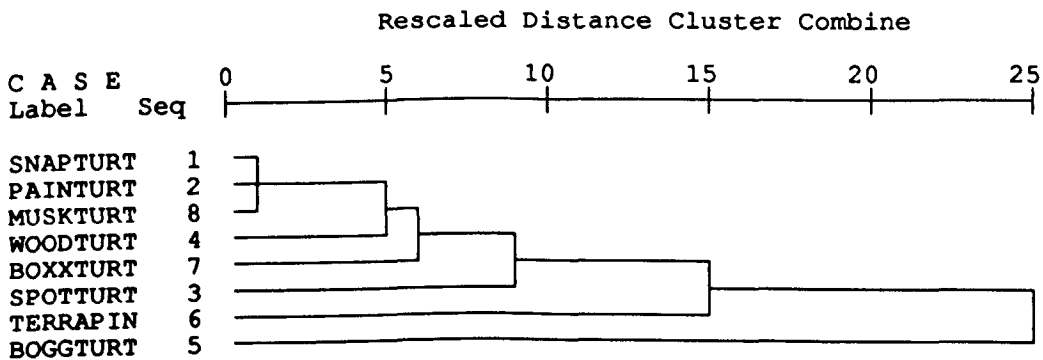 Rescaled Distance Cluster Combine
C A S E 0 5 10 15 20 25
Label Seq
SNAPTURT 1
PAINTURT 2
MUSKTURT 8
WOODTURT 4
BOXXTURT 7
SPOTTURT 3
TERRAPIN 6
BOGGTURT 5